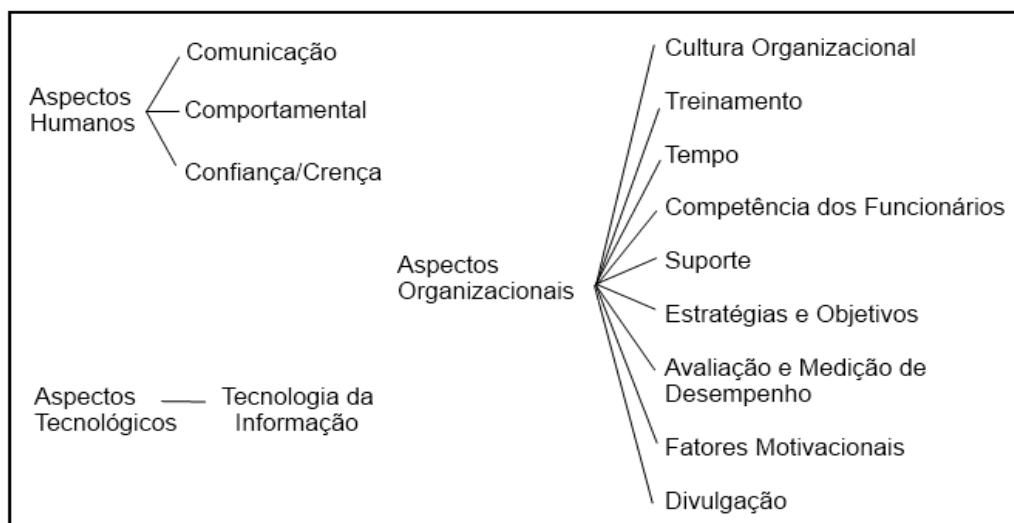 Aspectos
Humanos
Comunicação
Comportamental
Confiança/Crença
Aspectos
Tecnológicos
Tecnologia da
Informação
Aspectos
Organizacionais
Cultura Organizacional
Treinamento
Tempo
Competência dos Funcionários
Suporte
Estratégias e Objetivos
Avaliação e Medição de
Desempenho
Fatores Motivacionais
Divulgação